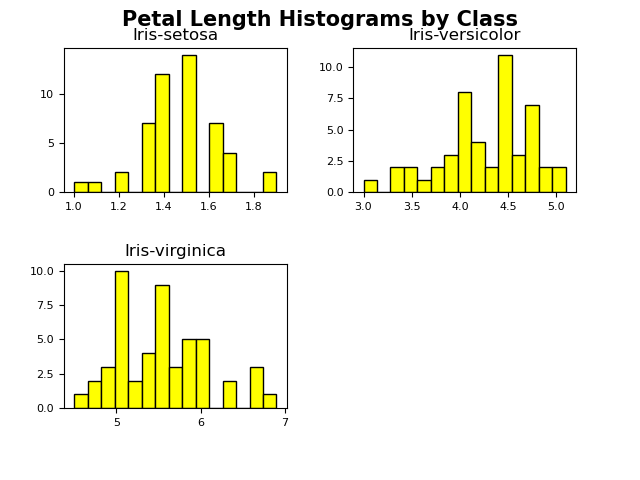 Petal Length Histograms by Class
Iris-setosa
10
5
0
1.0 1.2 1.4 1.6 1.8
Iris-versicolor
10.0
7.5
5.0
2.5
0.0
3.0 3.5 4.0 4.5 5.0
Iris-virginica
10.0
7.5
5.0
2.5
0.0
5 6 7